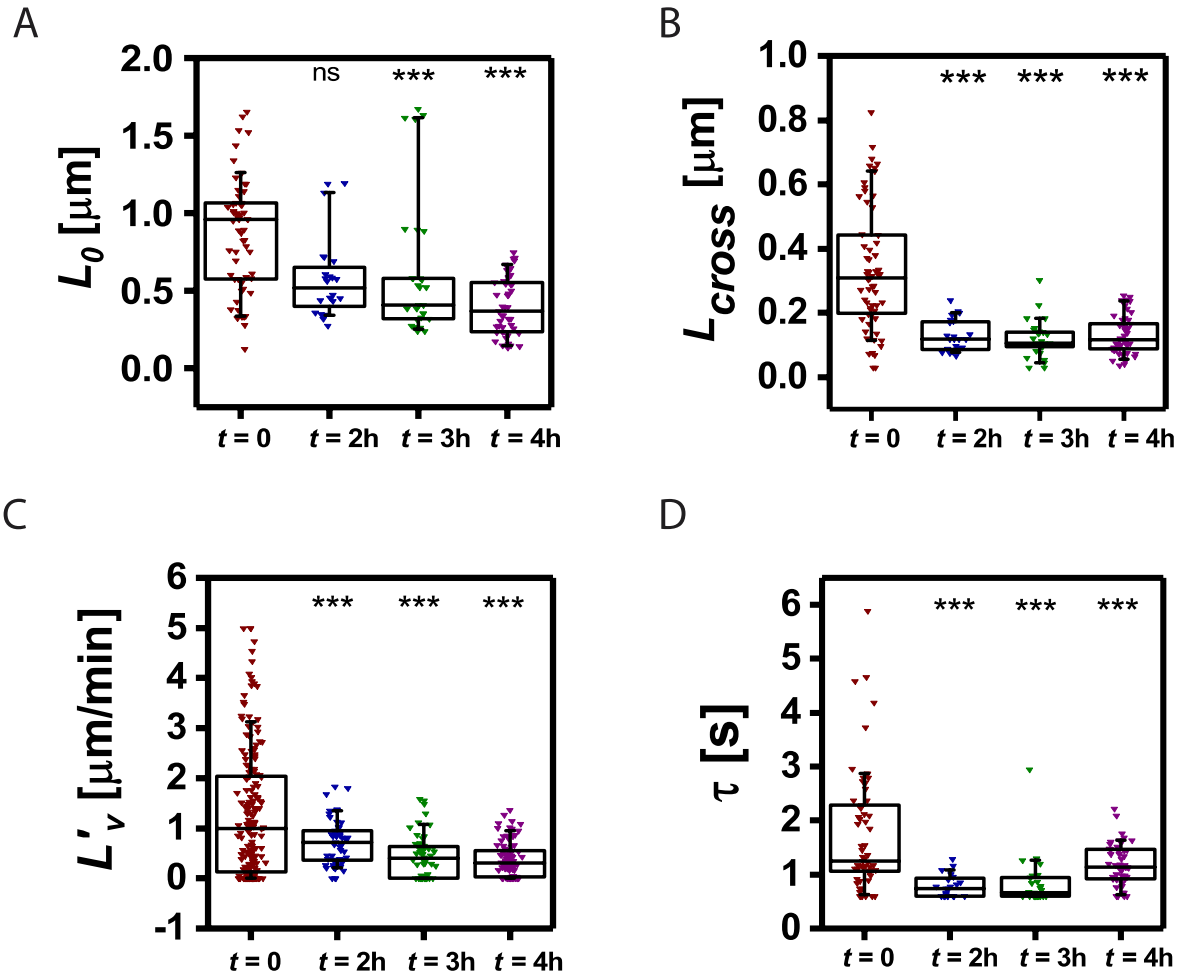 A
L0 [μm]
2.0
1.5
1.0
0.5
0.0
ns *** ***
t = 0 t = 2h t = 3h t = 4h
B
Lcross [μm]
1.0
0.8
0.6
0.4
0.2
0.0
*** *** ***
t = 0 t = 2h t = 3h t = 4h
C
L'v [μm/min]
6
5
4
3
2
1
0
-1
*** *** ***
t = 0 t = 2h t = 3h t = 4h
D
τ [s]
6
5
4
3
2
1
0
*** *** ***
t = 0 t = 2h t = 3h t = 4h